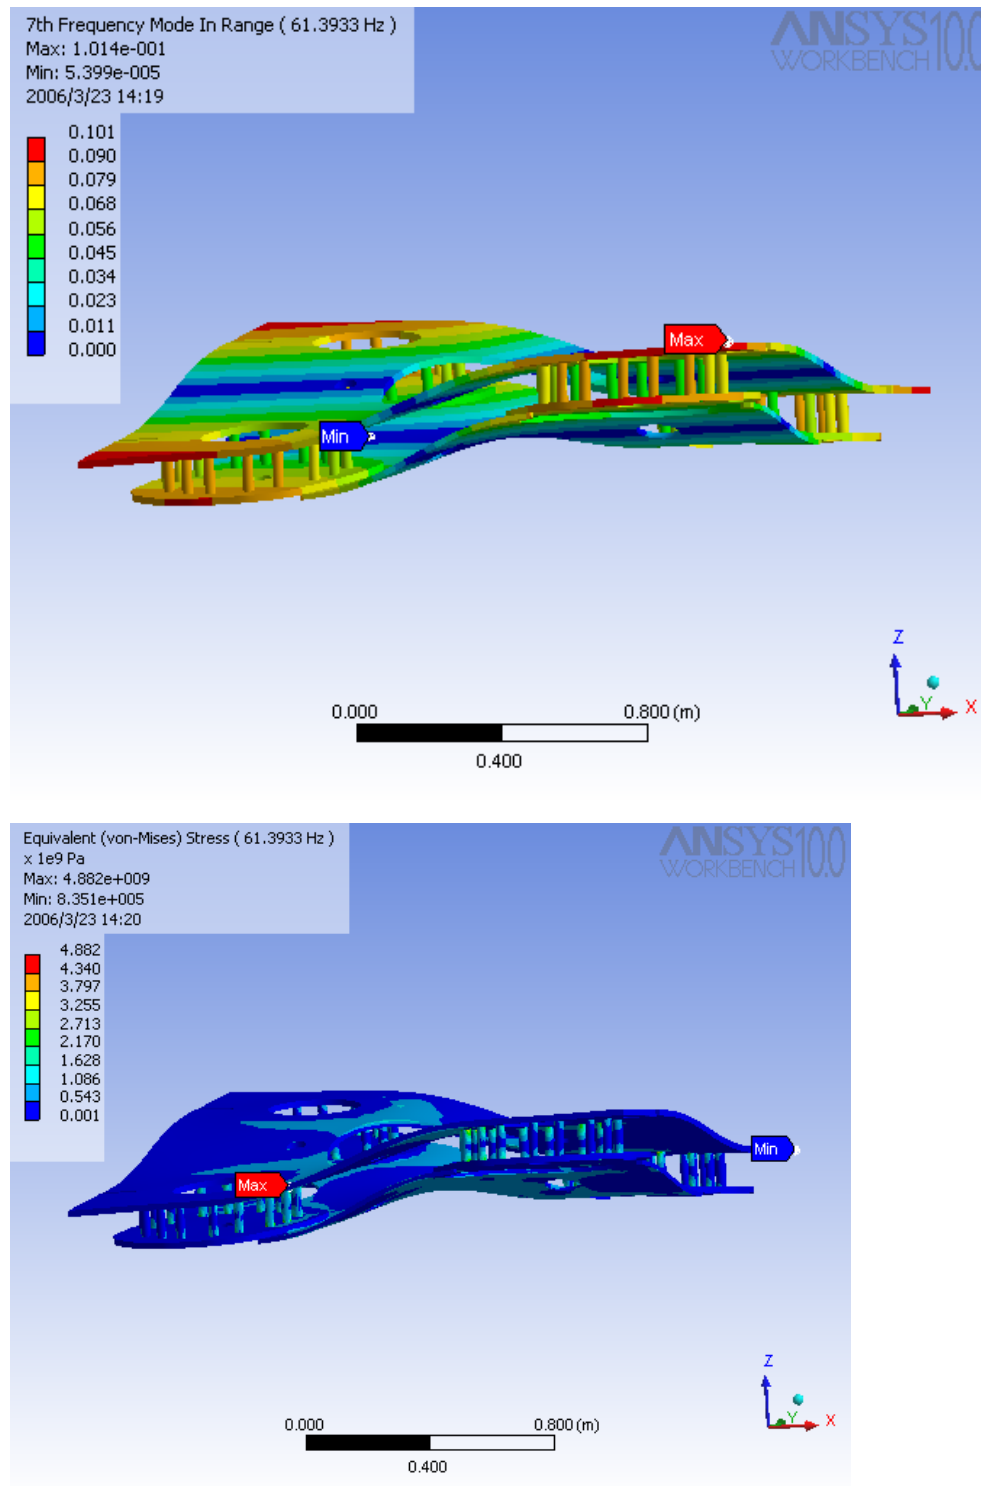 7th Frequency Mode In Range ( 61.3933 Hz )
Max: 1.014e-001
Min: 5.399e-005
2006/3/23 14:19
ANSYS10.0
WORKBENCH
0.101
0.090
0.079
0.068
0.056
0.045
0.034
0.023
0.011
0.000
Max
Min
Z
Y
X
0.000
0.800 (m)
0.400
Equivalent (von-Mises) Stress ( 61.3933 Hz )
x 1e9 Pa
Max: 4.882e+009
Min: 8.351e+005
2006/3/23 14:20
ANSYS10.0
WORKBENCH
4.882
4.340
3.797
3.255
2.713
2.170
1.628
1.086
0.543
0.001
Min
Max
Z
Y
X
0.000
0.800 (m)
0.400